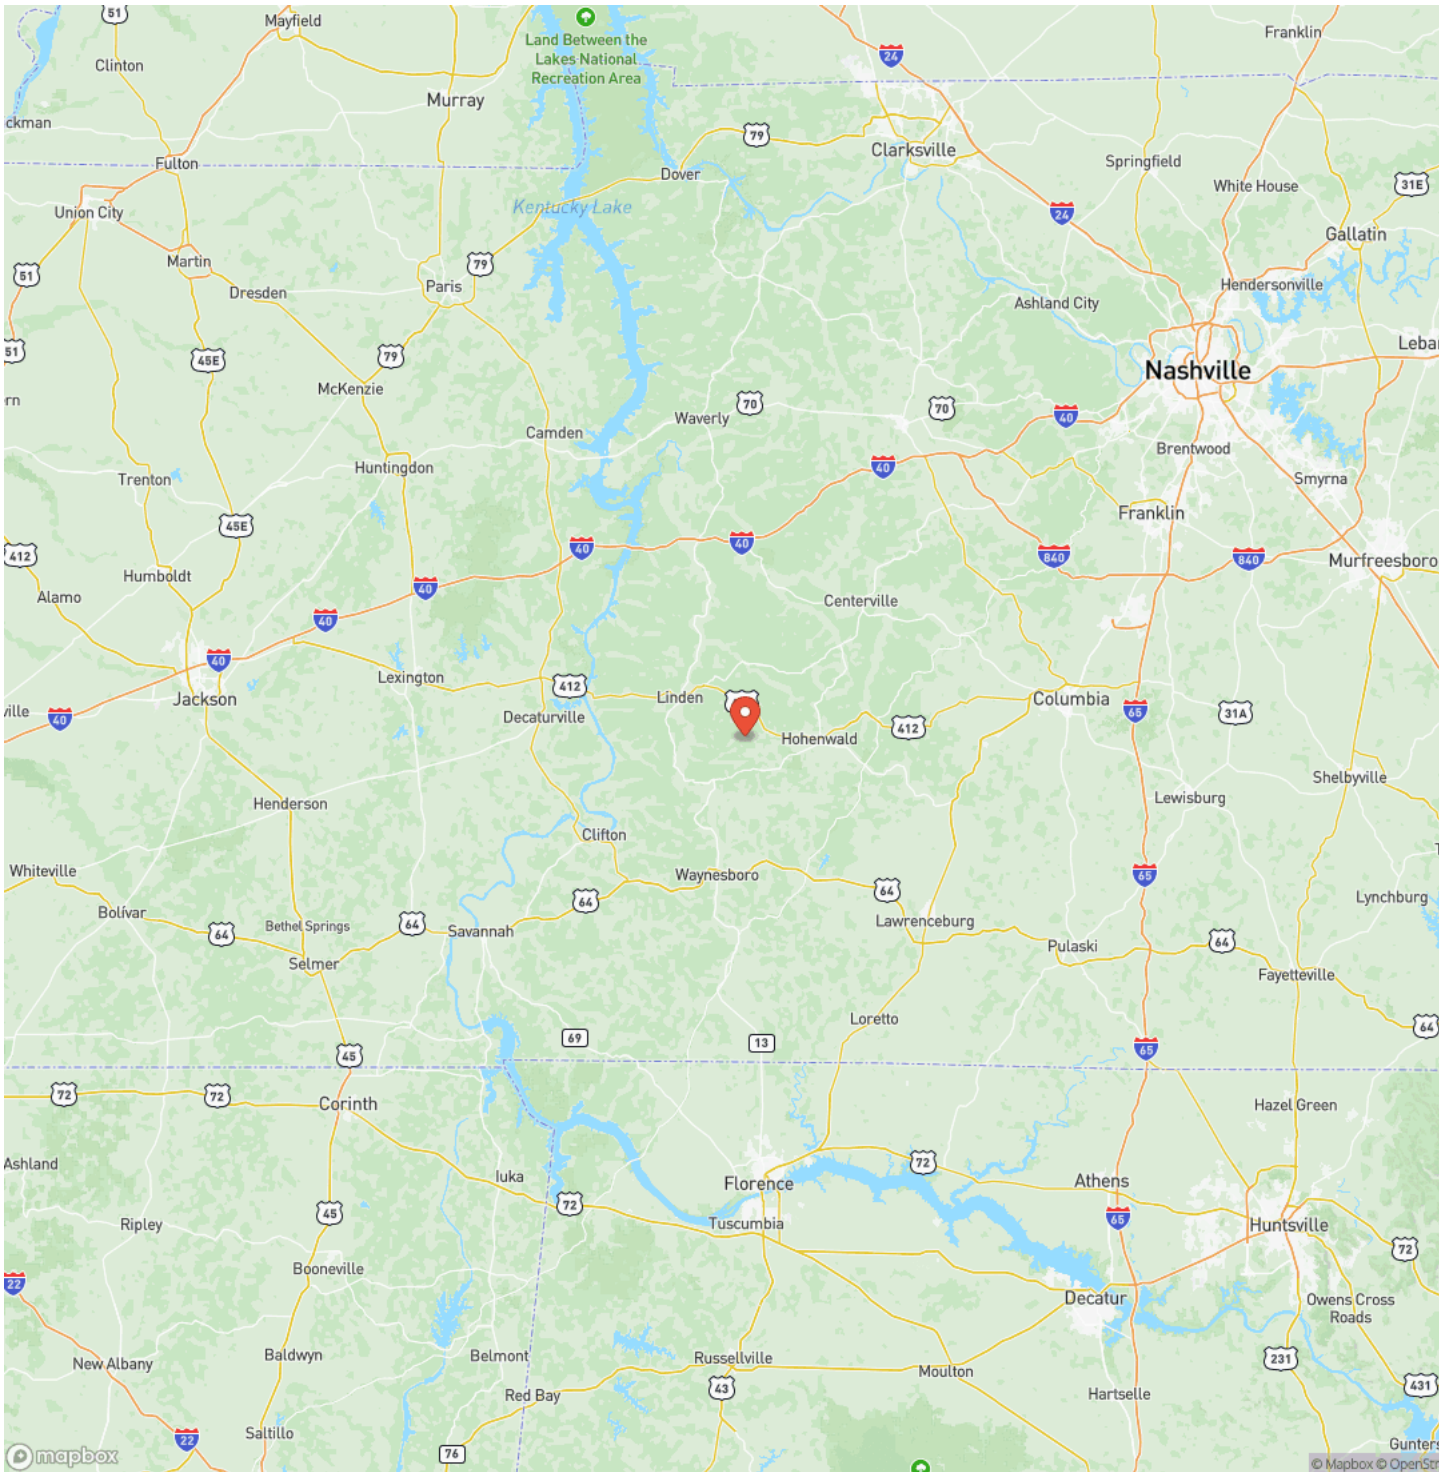 51
Mayfield
Franklin
Land Between the
Lakes National
Recreation Area
24
Clinton
Murray
ckman
79
Clarksville
Fulton
Springfield
Dover
White House
31E
Kentucky Lake
Union City
24
Gallatin
Martin
79
51
Paris
Dresden
Hendersonville
Ashland City
51
45E
79
Leba
Nashville
McKenzie
rn
70
70
Waverly
40
Camden
Brentwood
Huntingdon
40
Trenton
Smyrna
Franklin
45E
412
40
40
840
840
Murfreesboro
Humboldt
40
Alamo
Centerville
40
40
Lexington
412
Linden
Jackson
Columbia
ville
40
Decaturville
65
31A
412
Hohenwald
Shelbyville
Henderson
Lewisburg
Clifton
Whiteville
Waynesboro
65
64
64
Lynchburg
Bolívar
Bethel Springs
64
64
Lawrenceburg
Savannah
64
Pulaski
Selmer
Fayetteville
Loretto
64
69
13
45
65
72
72
Corinth
Hazel Green
Ashland
72
Iuka
Florence
Athens
72
45
65
Ripley
Tuscumbia
Huntsville
72
Booneville
22
Decatur
Owens Cross
Roads
New Albany
Baldwyn
Belmont
Russellville
231
Moulton
43
431
Red Bay
Hartselle
Saltillo
22
76
Gunters
mapbox
© Mapbox © OpenStr